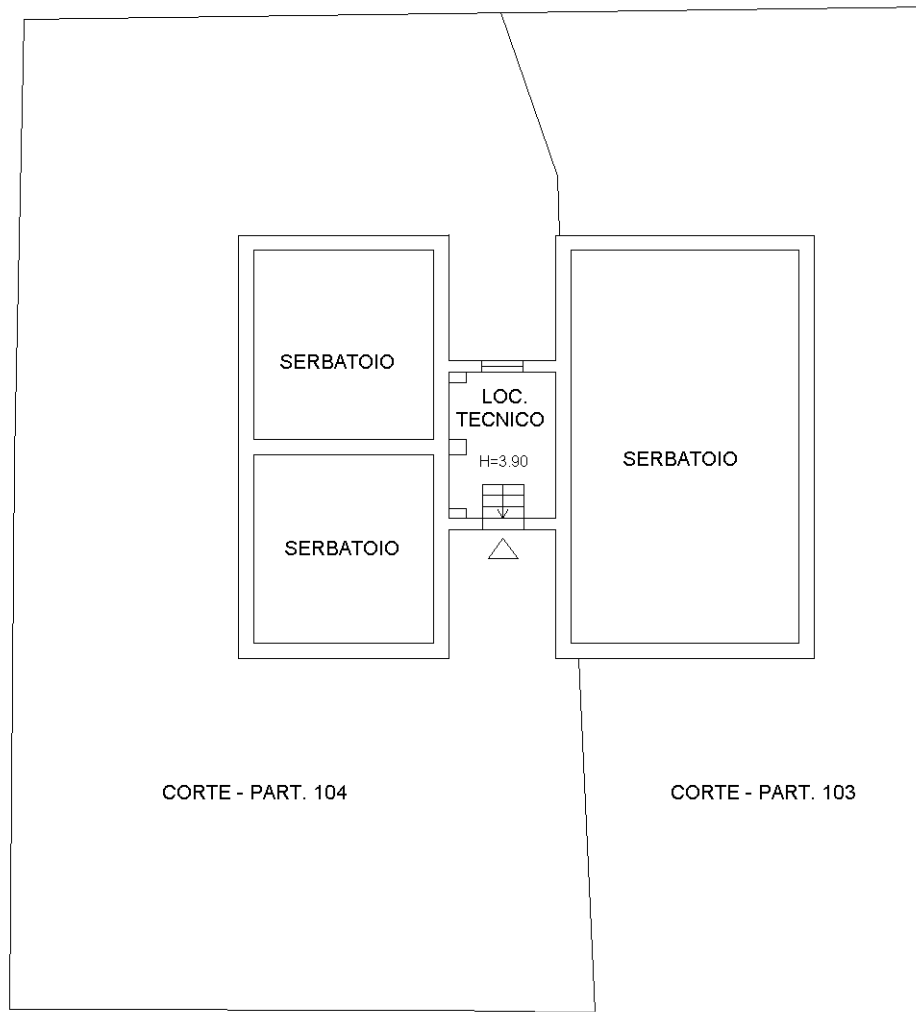 SERBATOIO
LOC.
TECNICO
H=3.90
SERBATOIO
SERBATOIO
CORTE - PART. 104
CORTE - PART. 103